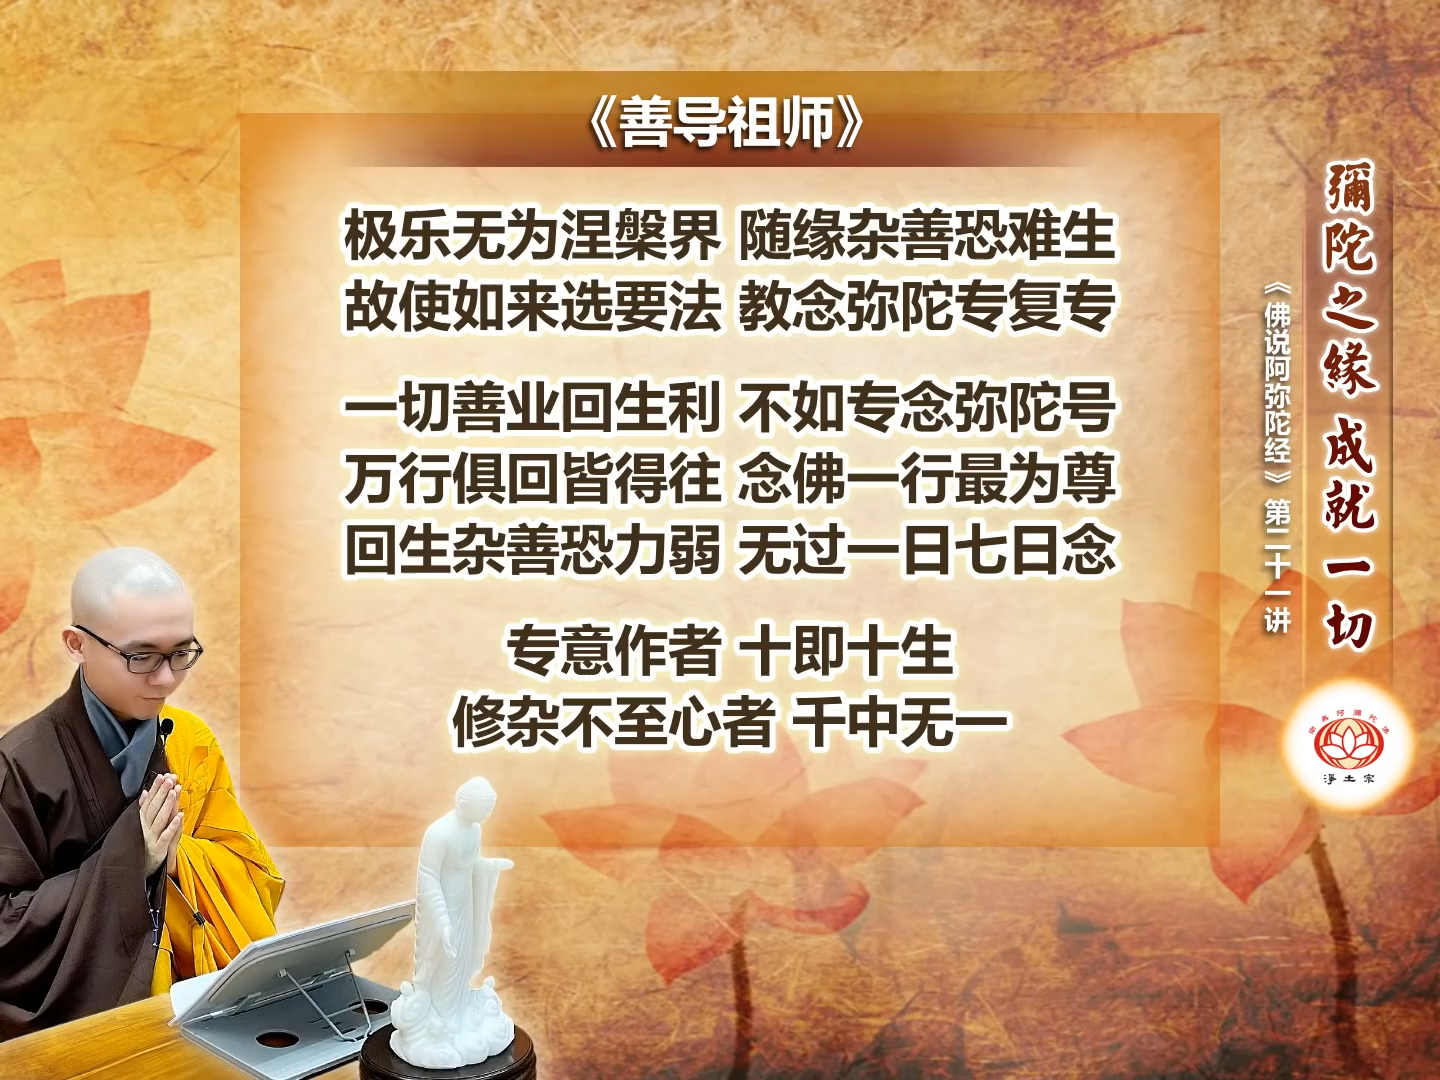 《善导祖师》
极乐无为涅槃界 随缘杂善恐难生
故使如来选要法 教念弥陀专复专
一切善业回生利 不如专念弥陀号
万行俱回皆得往 念佛一行最为尊
回生杂善恐力弱 无过一日七日念
专意作者 十即十生
修杂不至心者 千中无一
彌陀之緣 成就一切
《佛说阿弥陀经》第二十一讲
南無阿彌陀佛
淨土宗